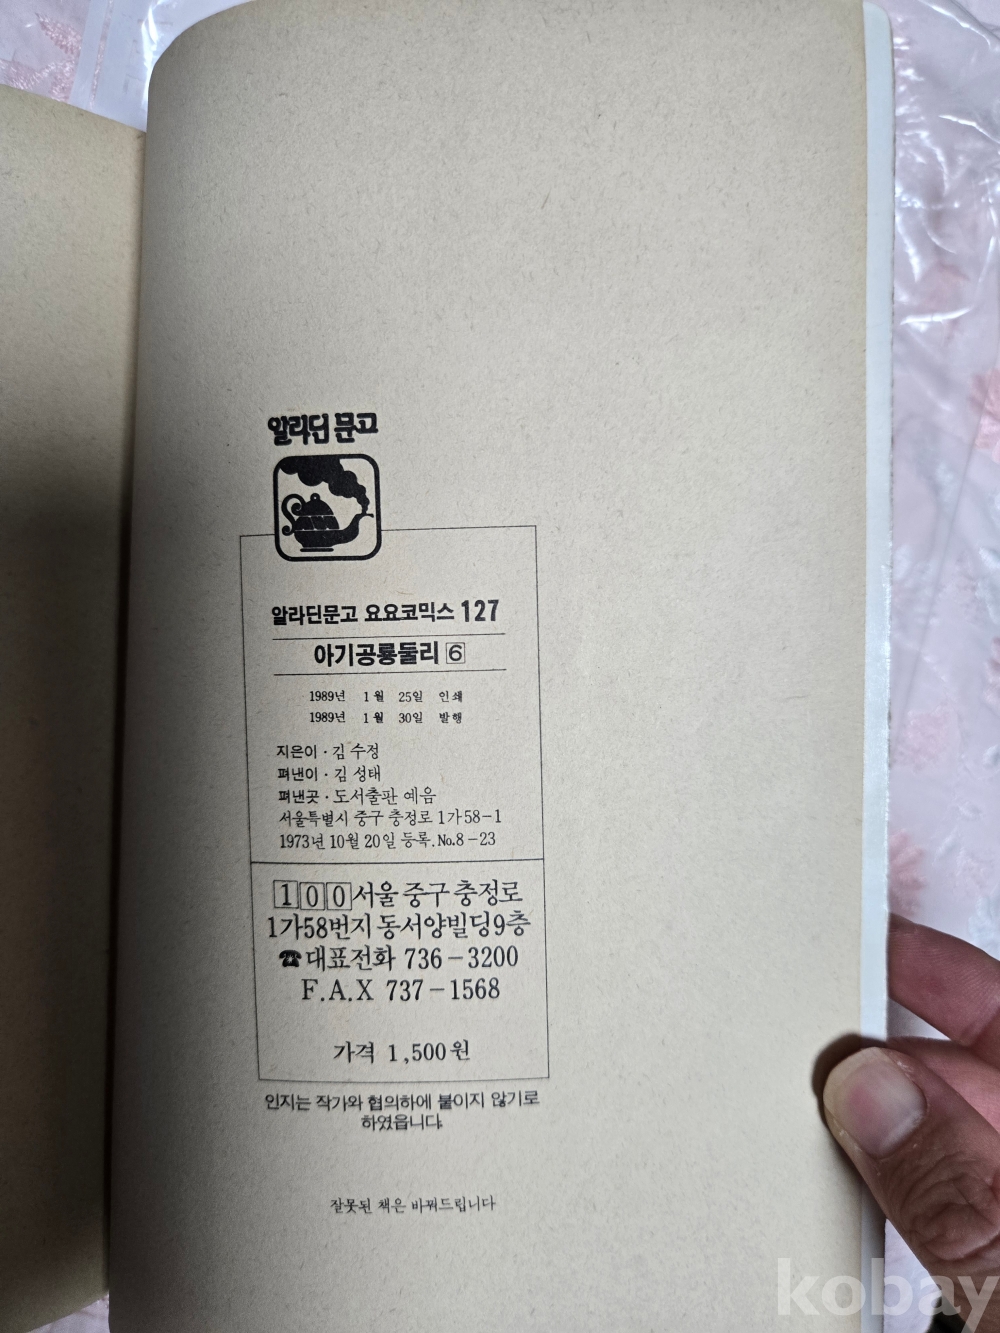 알라딘 문고
알라딘문고 요요코믹스 127
아기공룡둘리 6
1989년 1월 25일 인쇄
1989년 1월 30일 발행
지은이 · 김 수정
펴낸이 · 김 성태
펴낸곳 · 도서출판 예음
서울특별시 중구 충정로 1가 58-1
1973년 10월 20일 등록. No.8-23
100 서울 중구 충정로
1가58번지 동서양빌딩9층
☎대표전화 736-3200
F.A.X 737-1568
가격 1,500원
인지는 작가와 협의하에 붙이지 않기로
하였읍니다.
잘못된 책은 바꿔드립니다
kobay